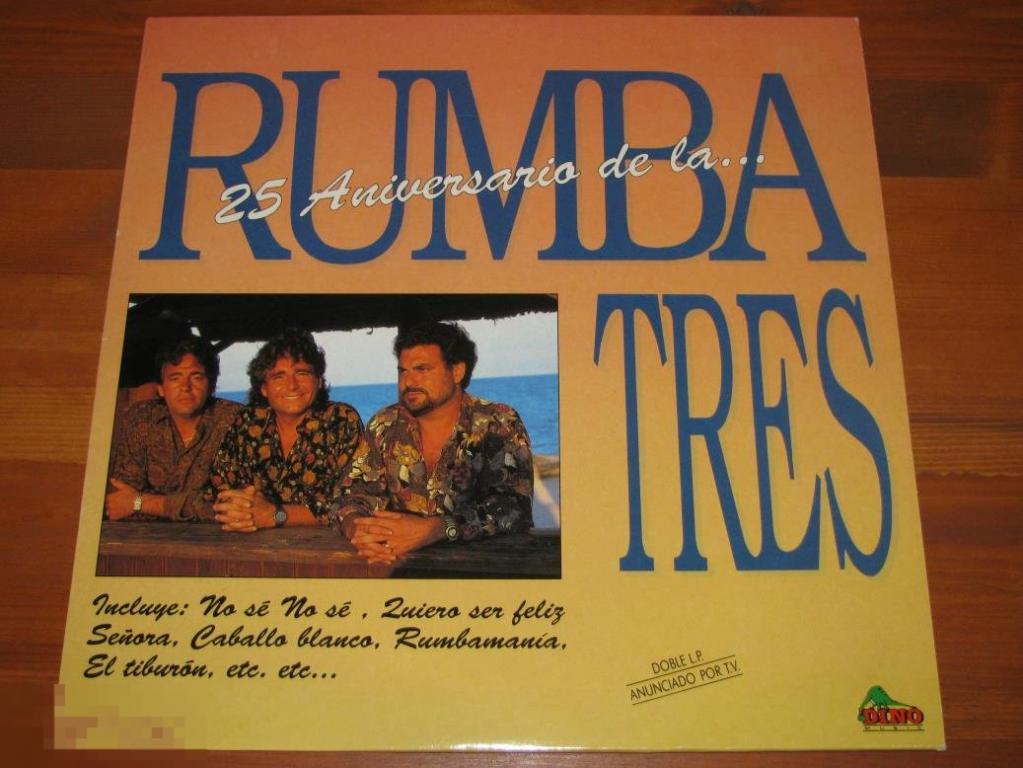 RUMBA
25 Aniversario de la...
TRES
Incluye: No sé No sé , Quiero ser feliz
Señora, Caballo blanco, Rumbamanía,
El tiburón, etc. etc...
DOBLE L.P.
ANUNCIADO POR T.V.
DINO
MUSIC